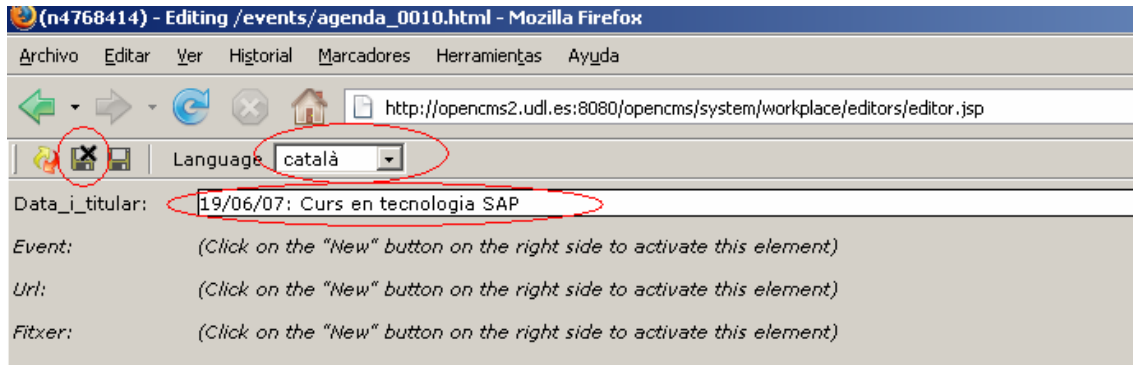 (n4768414) - Editing /events/agenda_0010.html - Mozilla Firefox
Archivo Editar Ver Historial Marcadores Herramientas Ayuda
http://opencms2.udl.es:8080/opencms/system/workplace/editors/editor.jsp
Language català
Data_i_titular: 19/06/07: Curs en tecnologia SAP
Event: (Click on the "New" button on the right side to activate this element)
Url: (Click on the "New" button on the right side to activate this element)
Fitxer: (Click on the "New" button on the right side to activate this element)